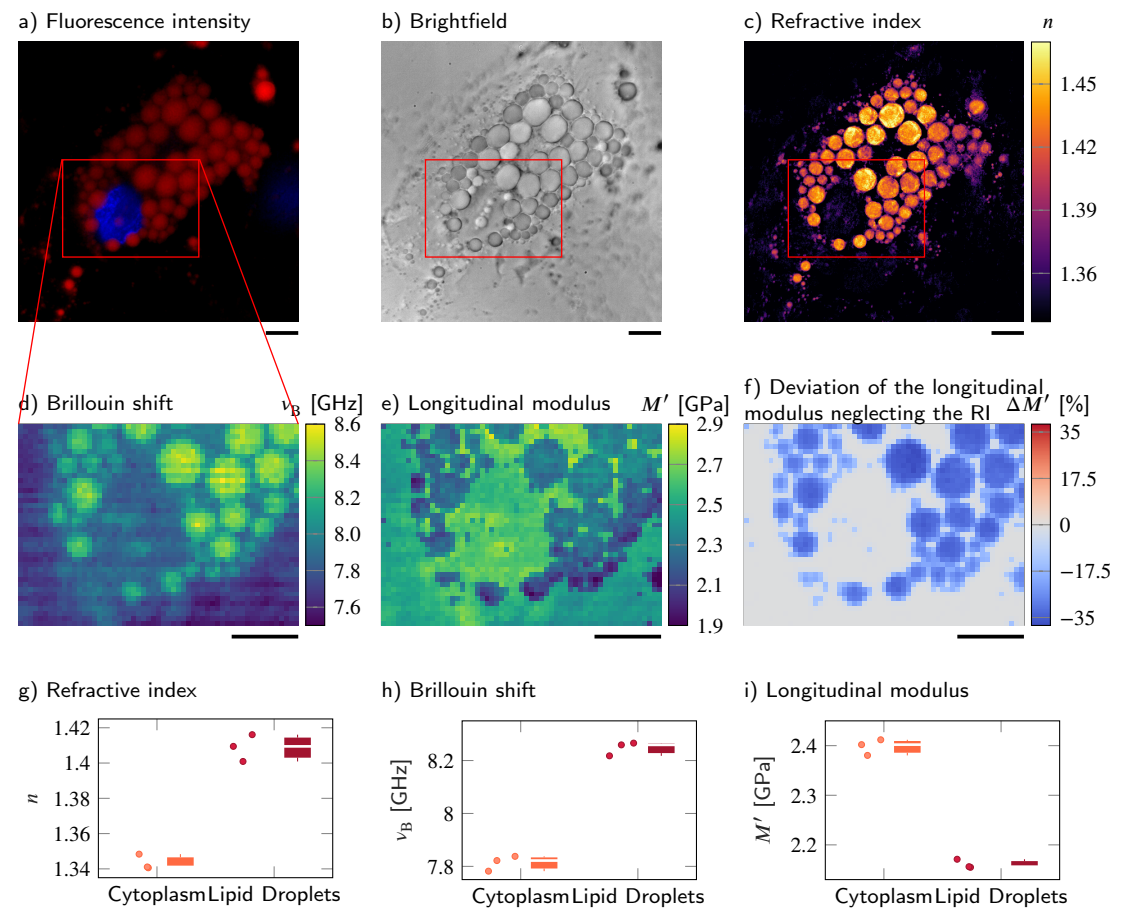 a) Fluorescence intensity
b) Brightfield
c) Refractive index
n
1.45
1.42
1.39
1.36
d) Brillouin shift
νB [GHz]
8.6
8.4
8.2
8.0
7.8
7.6
e) Longitudinal modulus
M′ [GPa]
2.9
2.7
2.5
2.3
2.1
1.9
f) Deviation of the longitudinal
modulus neglecting the RI
ΔM′ [%]
35
17.5
0
−17.5
−35
g) Refractive index
n
1.42
1.4
1.38
1.36
1.34
Cytoplasm Lipid Droplets
h) Brillouin shift
νB [GHz]
8.2
8
7.8
Cytoplasm Lipid Droplets
i) Longitudinal modulus
M′ [GPa]
2.4
2.3
2.2
Cytoplasm Lipid Droplets